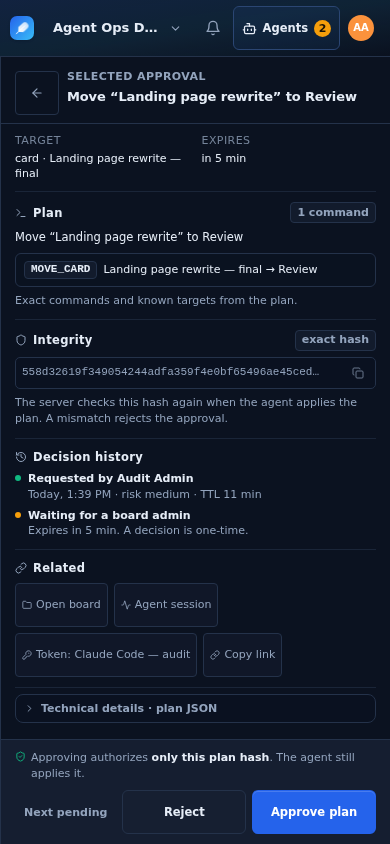 Agent Ops D…
Agents 2
AA
SELECTED APPROVAL
Move “Landing page rewrite” to Review
TARGET
card · Landing page rewrite — final
EXPIRES
in 5 min
Plan
1 command
Move “Landing page rewrite” to Review
MOVE_CARD Landing page rewrite — final → Review
Exact commands and known targets from the plan.
Integrity
exact hash
558d32619f349054244adfa359f4e0bf65496ae45ced…
The server checks this hash again when the agent applies the
plan. A mismatch rejects the approval.
Decision history
Requested by Audit Admin
Today, 1:39 PM · risk medium · TTL 11 min
Waiting for a board admin
Expires in 5 min. A decision is one-time.
Related
Open board
Agent session
Token: Claude Code — audit
Copy link
Technical details · plan JSON
Approving authorizes only this plan hash. The agent still
applies it.
Next pending
Reject
Approve plan